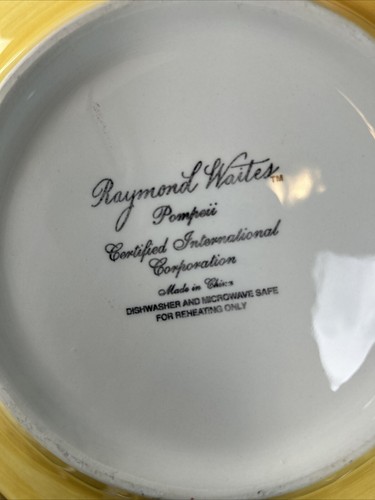 Raymond Waites™
Pompeii
Certified International
Corporation
Made in China
DISHWASHER AND MICROWAVE SAFE
FOR REHEATING ONLY